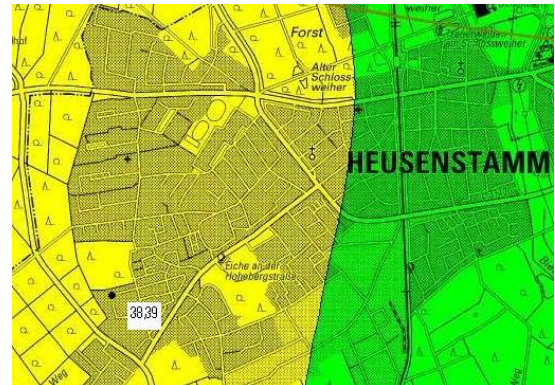 Forst
weiher
Alter
Schloss
weiher
HEUSENSTAMM
Eiche an der
Hohebergstraße
38,39
Weg